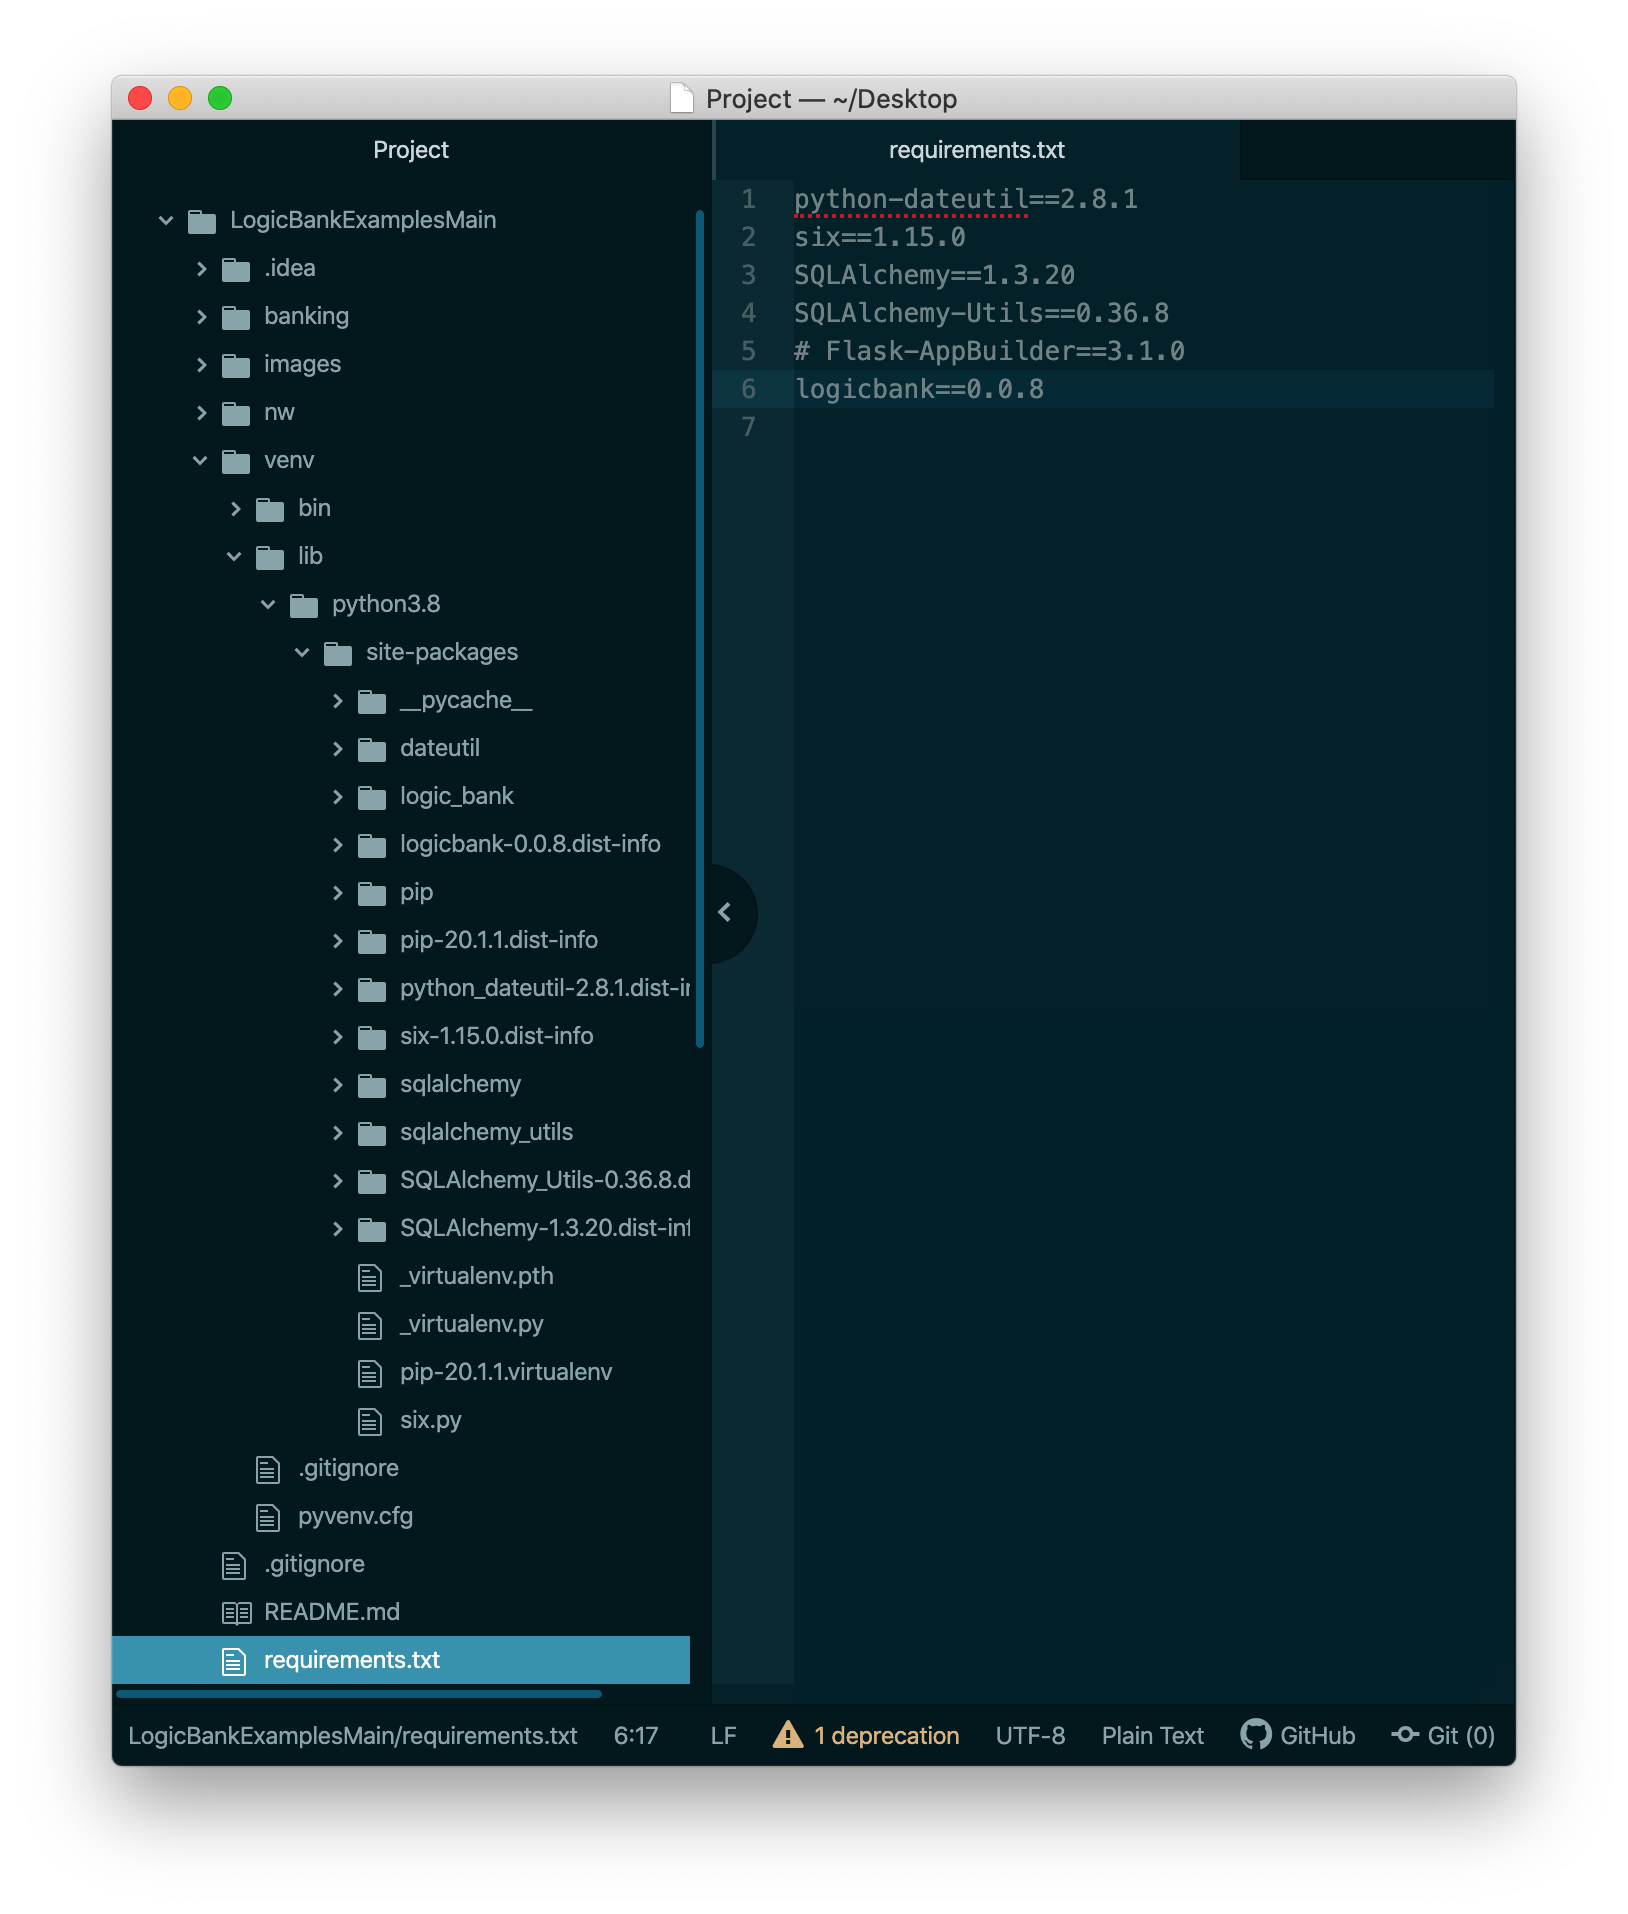 Project — ~/Desktop
Project
LogicBankExamplesMain
.idea
banking
images
nw
venv
bin
lib
python3.8
site-packages
__pycache__
dateutil
logic_bank
logicbank-0.0.8.dist-info
pip
pip-20.1.1.dist-info
python_dateutil-2.8.1.dist-in
six-1.15.0.dist-info
sqlalchemy
sqlalchemy_utils
SQLAlchemy_Utils-0.36.8.d
SQLAlchemy-1.3.20.dist-inf
_virtualenv.pth
_virtualenv.py
pip-20.1.1.virtualenv
six.py
.gitignore
pyvenv.cfg
.gitignore
README.md
requirements.txt
requirements.txt
1 python-dateutil==2.8.1
2 six==1.15.0
3 SQLAlchemy==1.3.20
4 SQLAlchemy-Utils==0.36.8
5 # Flask-AppBuilder==3.1.0
6 logicbank==0.0.8
7
LogicBankExamplesMain/requirements.txt 6:17 LF 1 deprecation UTF-8 Plain Text GitHub Git (0)